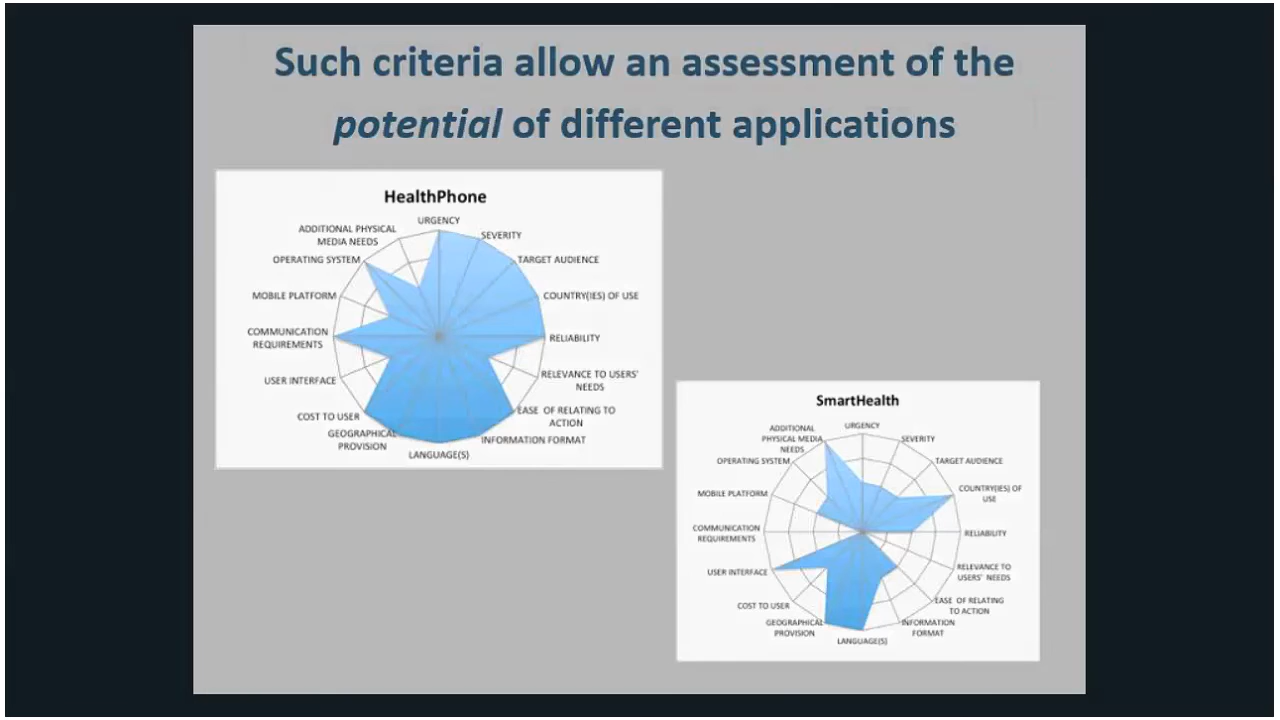 Such criteria allow an assessment of the
potential of different applications
HealthPhone
URGENCY
SEVERITY
TARGET AUDIENCE
COUNTRY(IES) OF USE
RELIABILITY
RELEVANCE TO USERS'
NEEDS
EASE OF RELATING TO
ACTION
INFORMATION FORMAT
LANGUAGE(S)
GEOGRAPHICAL
PROVISION
COST TO USER
USER INTERFACE
COMMUNICATION
REQUIREMENTS
MOBILE PLATFORM
OPERATING SYSTEM
ADDITIONAL PHYSICAL
MEDIA NEEDS
SmartHealth
URGENCY
SEVERITY
TARGET AUDIENCE
COUNTRY(IES) OF
USE
RELIABILITY
RELEVANCE TO
USERS' NEEDS
EASE OF RELATING
TO ACTION
INFORMATION
FORMAT
LANGUAGE(S)
GEOGRAPHICAL
PROVISION
COST TO USER
USER INTERFACE
COMMUNICATION
REQUIREMENTS
MOBILE PLATFORM
OPERATING SYSTEM
ADDITIONAL
PHYSICAL MEDIA
NEEDS